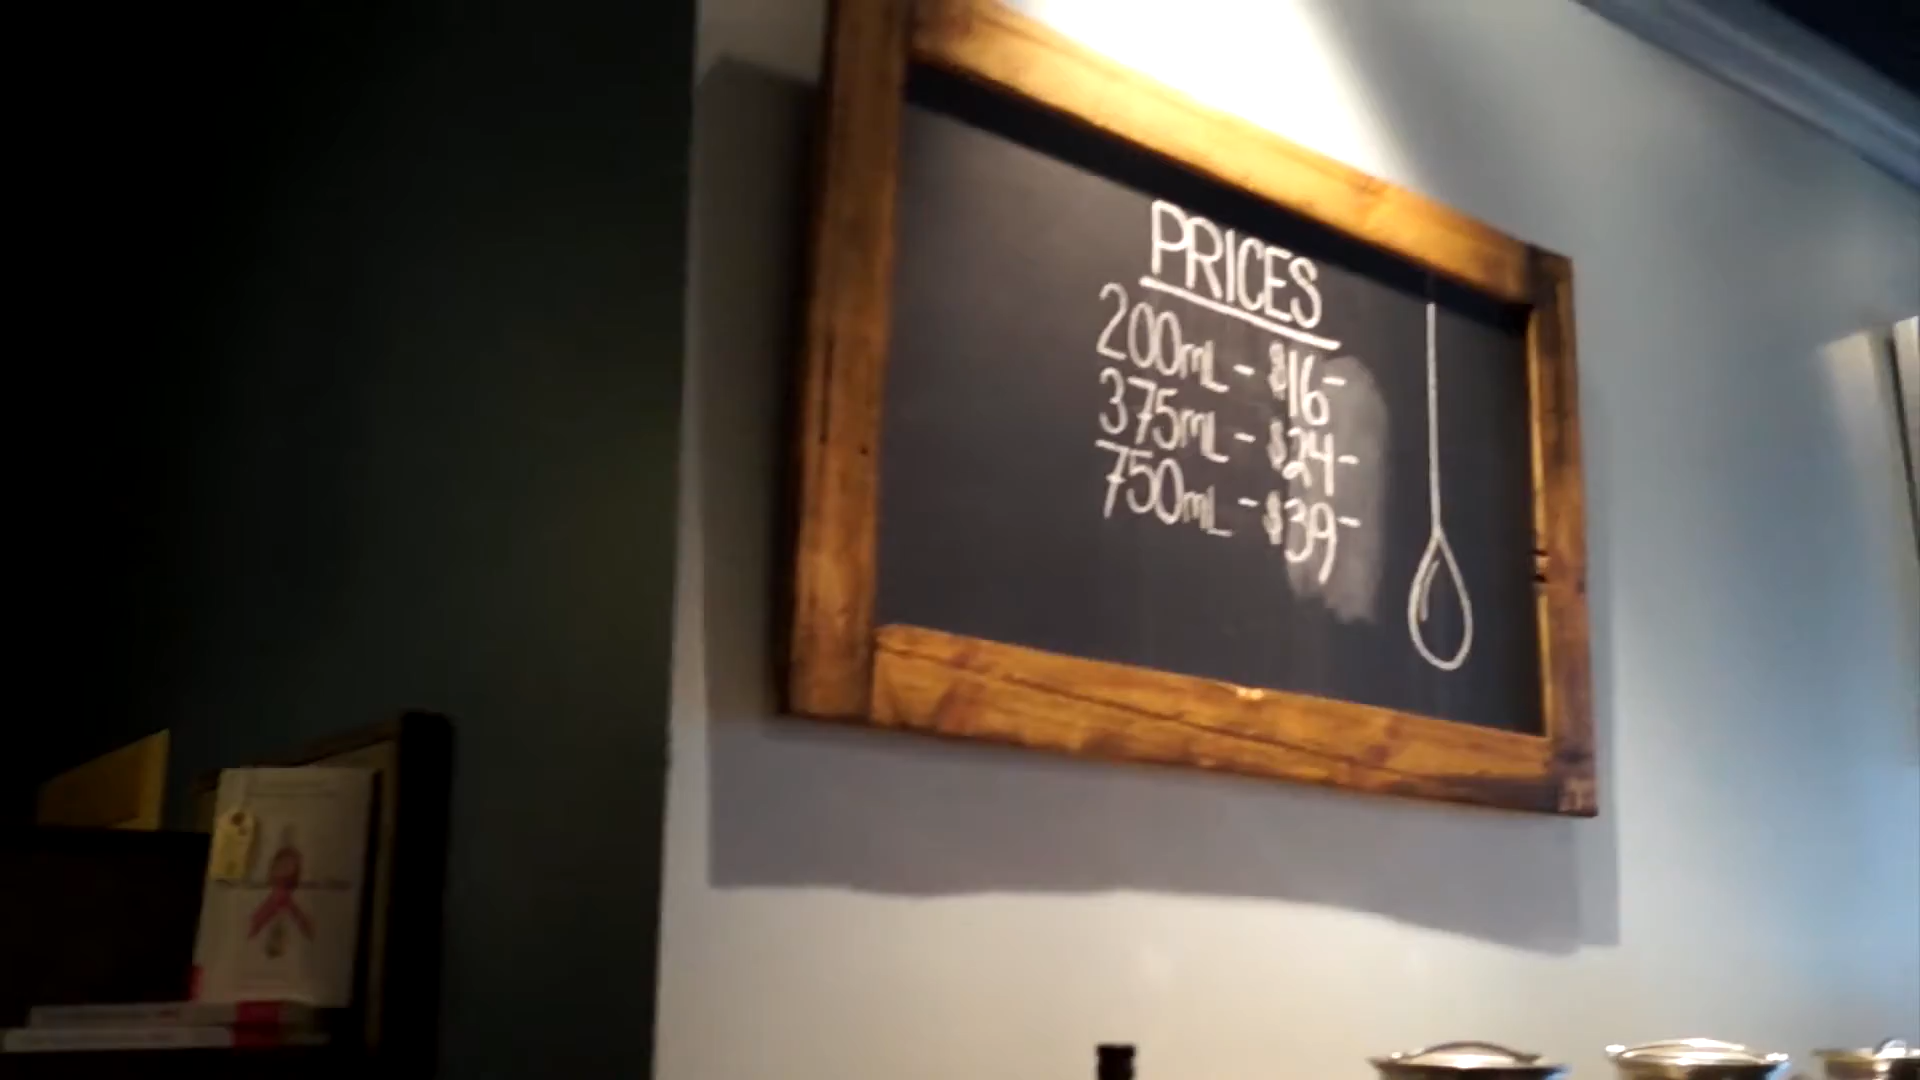 PRICES
200mL - $16-
375mL - $24-
750mL - $39-